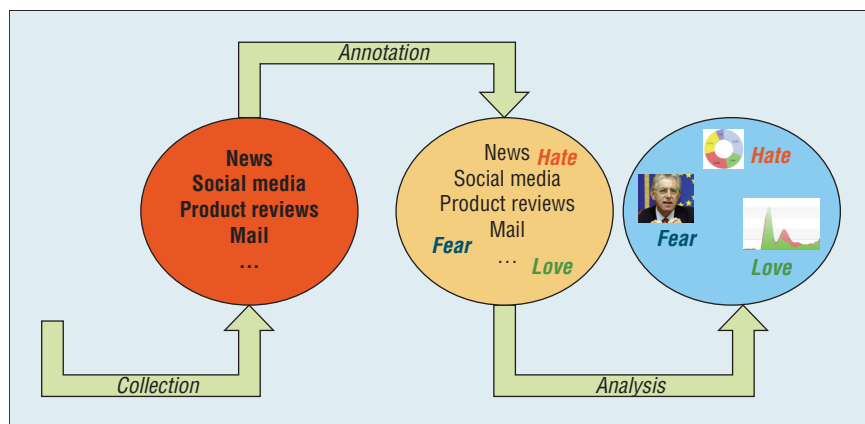 Annotation
News
Social media
Product reviews
Mail
...
News Hate
Social media
Product reviews
Mail
Fear
... Love
Hate
Fear
Love
Collection
Analysis